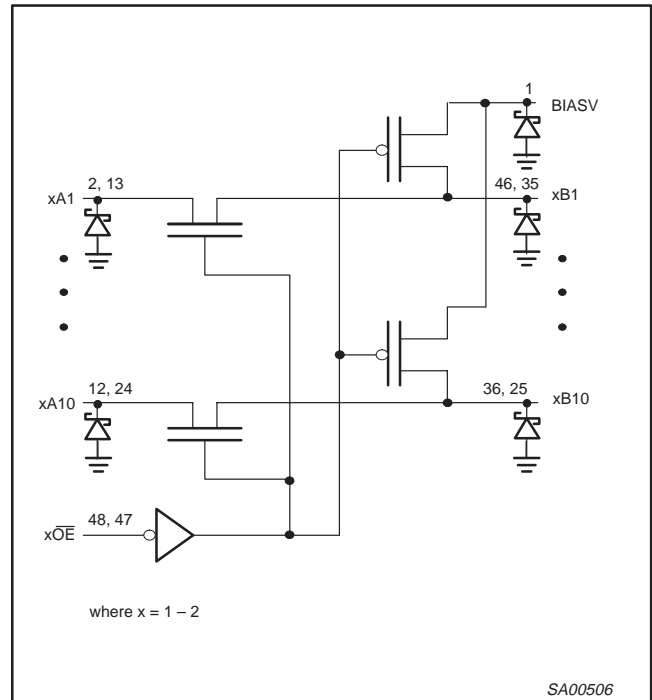 1
BIASV
xA1
2, 13
46, 35
xB1
xA10
12, 24
36, 25
xB10
xO̅E̅
48, 47
where x = 1 – 2
SA00506